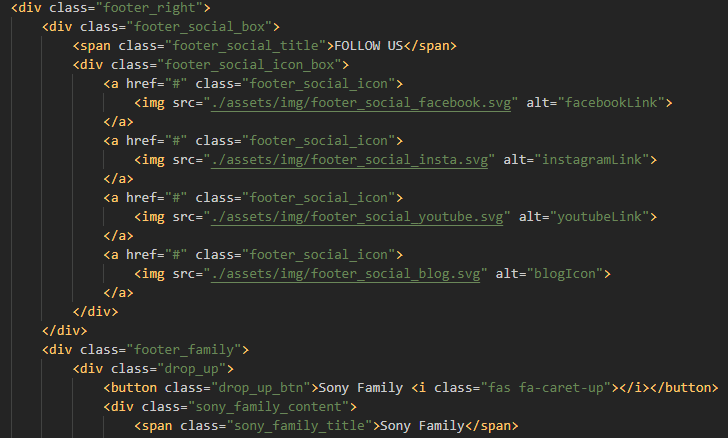 <div class="footer_right">
<div class="footer_social_box">
<span class="footer_social_title">FOLLOW US</span>
<div class="footer_social_icon_box">
<a href="#" class="footer_social_icon">
<img src="./assets/img/footer_social_facebook.svg" alt="facebookLink">
</a>
<a href="#" class="footer_social_icon">
<img src="./assets/img/footer_social_insta.svg" alt="instagramLink">
</a>
<a href="#" class="footer_social_icon">
<img src="./assets/img/footer_social_youtube.svg" alt="youtubeLink">
</a>
<a href="#" class="footer_social_icon">
<img src="./assets/img/footer_social_blog.svg" alt="blogIcon">
</a>
</div>
</div>
<div class="footer_family">
<div class="drop_up">
<button class="drop_up_btn">Sony Family <i class="fas fa-caret-up"></i></button>
<div class="sony_family_content">
<span class="sony_family_title">Sony Family</span>